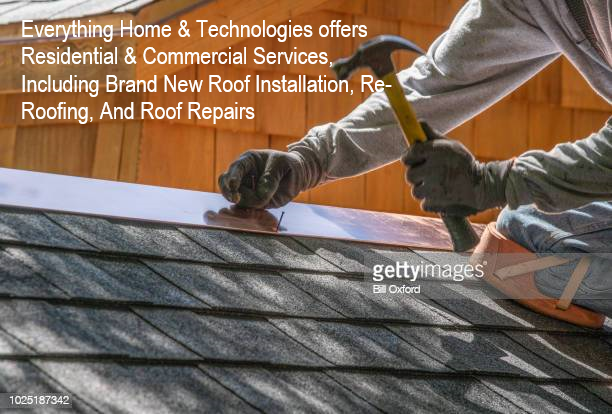 Everything Home & Technologies offers
Residential & Commercial Services,
Including Brand New Roof Installation, Re-
Roofing, And Roof Repairs
gettyimages
Bill Oxford
1025187342